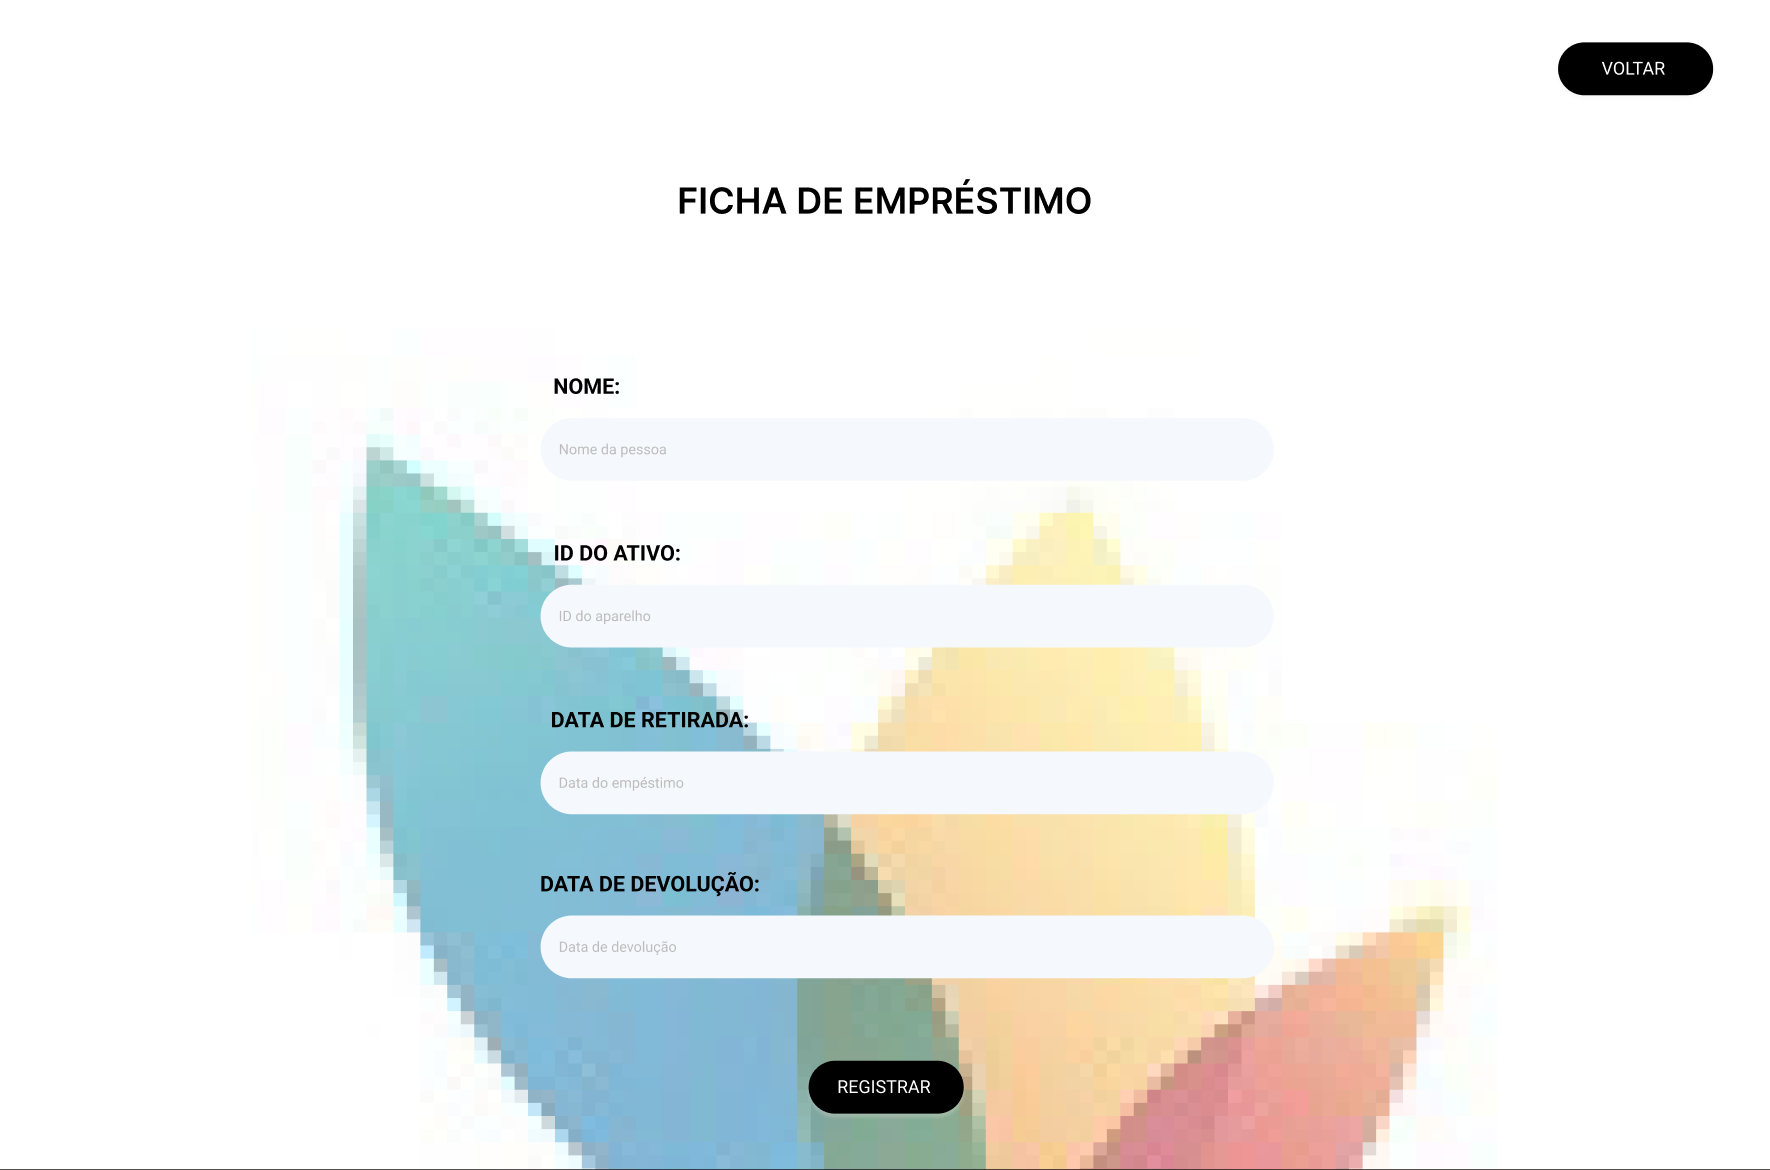 VOLTAR
FICHA DE EMPRÉSTIMO
NOME:
Nome da pessoa
ID DO ATIVO:
ID do aparelho
DATA DE RETIRADA:
Data do empéstimo
DATA DE DEVOLUÇÃO:
Data de devolução
REGISTRAR